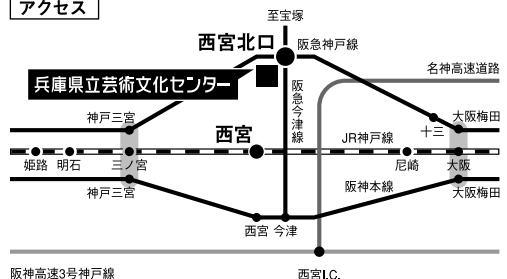 アクセス
至宝塚
西宮北口
阪急神戸線
兵庫県立芸術文化センター
名神高速道路
阪急今津線
神戸三宮
大阪梅田
十三
西宮
JR神戸線
姫路
明石
三ノ宮
尼崎
大阪
神戸三宮
阪神本線
大阪梅田
西宮
今津
阪神高速3号神戸線
西宮I.C.